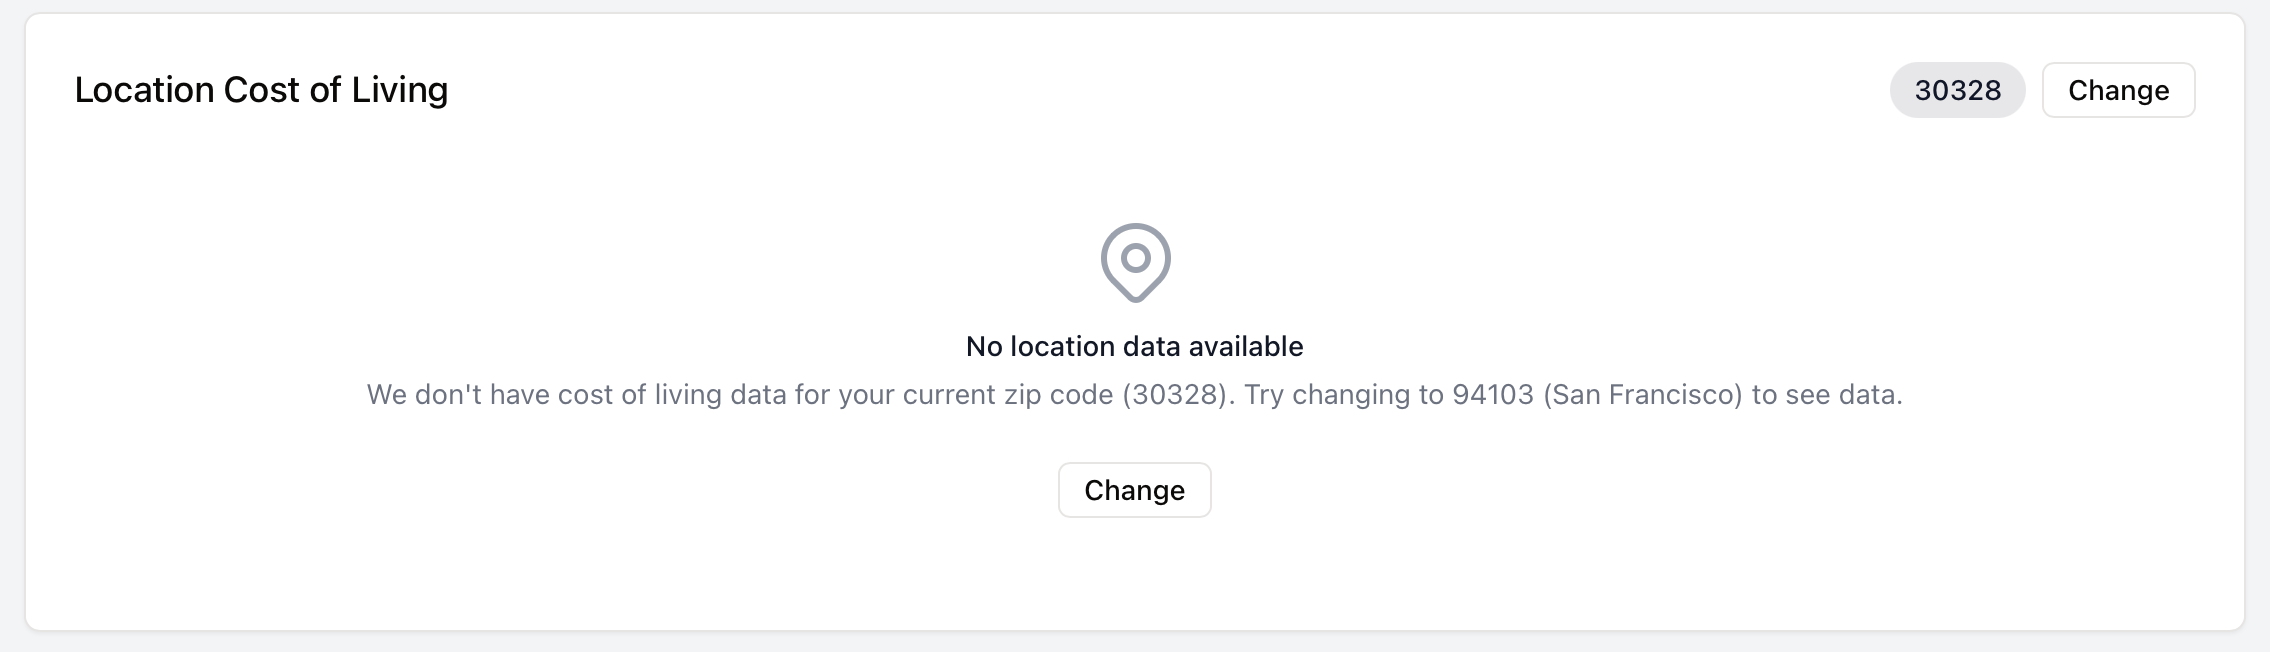 Location Cost of Living
30328
Change
No location data available
We don't have cost of living data for your current zip code (30328). Try changing to 94103 (San Francisco) to see data.
Change